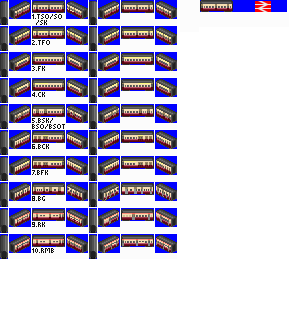 1.TSO/SO
/SK
2.TFO
3.FK
4.CK
5.BSK/
BSO/BSOT
6.BCK
7.BFK
8.BG
9.RK
10.RMB